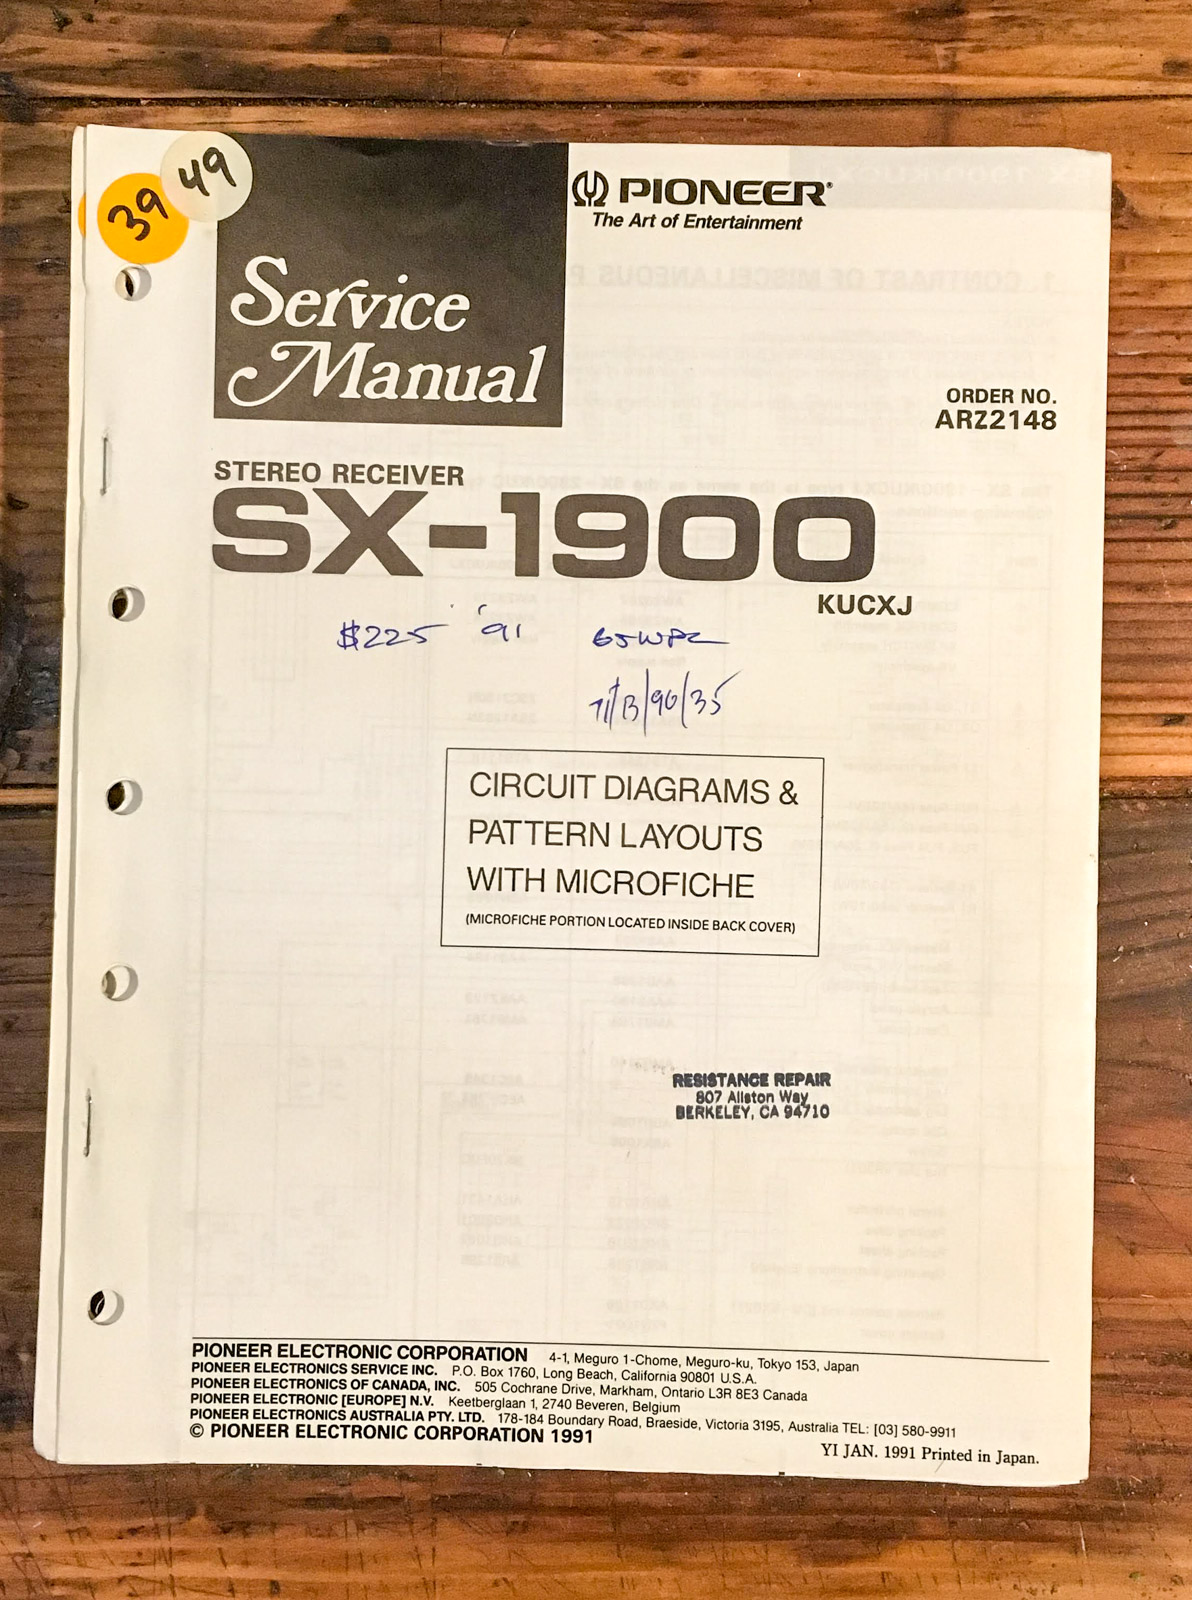 49
39
PIONEER®
The Art of Entertainment
Service
Manual
ORDER NO.
ARZ2148
STEREO RECEIVER
SX-1900
KUCXJ
$225 '91 65WPC
CIRCUIT DIAGRAMS &
PATTERN LAYOUTS
WITH MICROFICHE
(MICROFICHE PORTION LOCATED INSIDE BACK COVER)
RESISTANCE REPAIR
807 Allston Way
BERKELEY, CA 94710
PIONEER ELECTRONIC CORPORATION 4-1, Meguro 1-Chome, Meguro-ku, Tokyo 153, Japan
PIONEER ELECTRONICS SERVICE INC. P.O. Box 1760, Long Beach, California 90801 U.S.A.
PIONEER ELECTRONICS OF CANADA, INC. 505 Cochrane Drive, Markham, Ontario L3R 8E3 Canada
PIONEER ELECTRONIC [EUROPE] N.V. Keetberglaan 1, 2740 Beveren, Belgium
PIONEER ELECTRONICS AUSTRALIA PTY. LTD. 178-184 Boundary Road, Braeside, Victoria 3195, Australia TEL: [03] 580-9911
© PIONEER ELECTRONIC CORPORATION 1991
YI JAN. 1991 Printed in Japan.